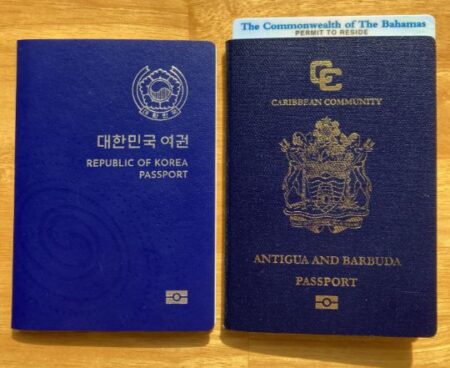 대한민국 여권
REPUBLIC OF KOREA
PASSPORT
The Commonwealth of The Bahamas
PERMIT TO RESIDE
CARIBBEAN COMMUNITY
ANTIGUA AND BARBUDA
PASSPORT